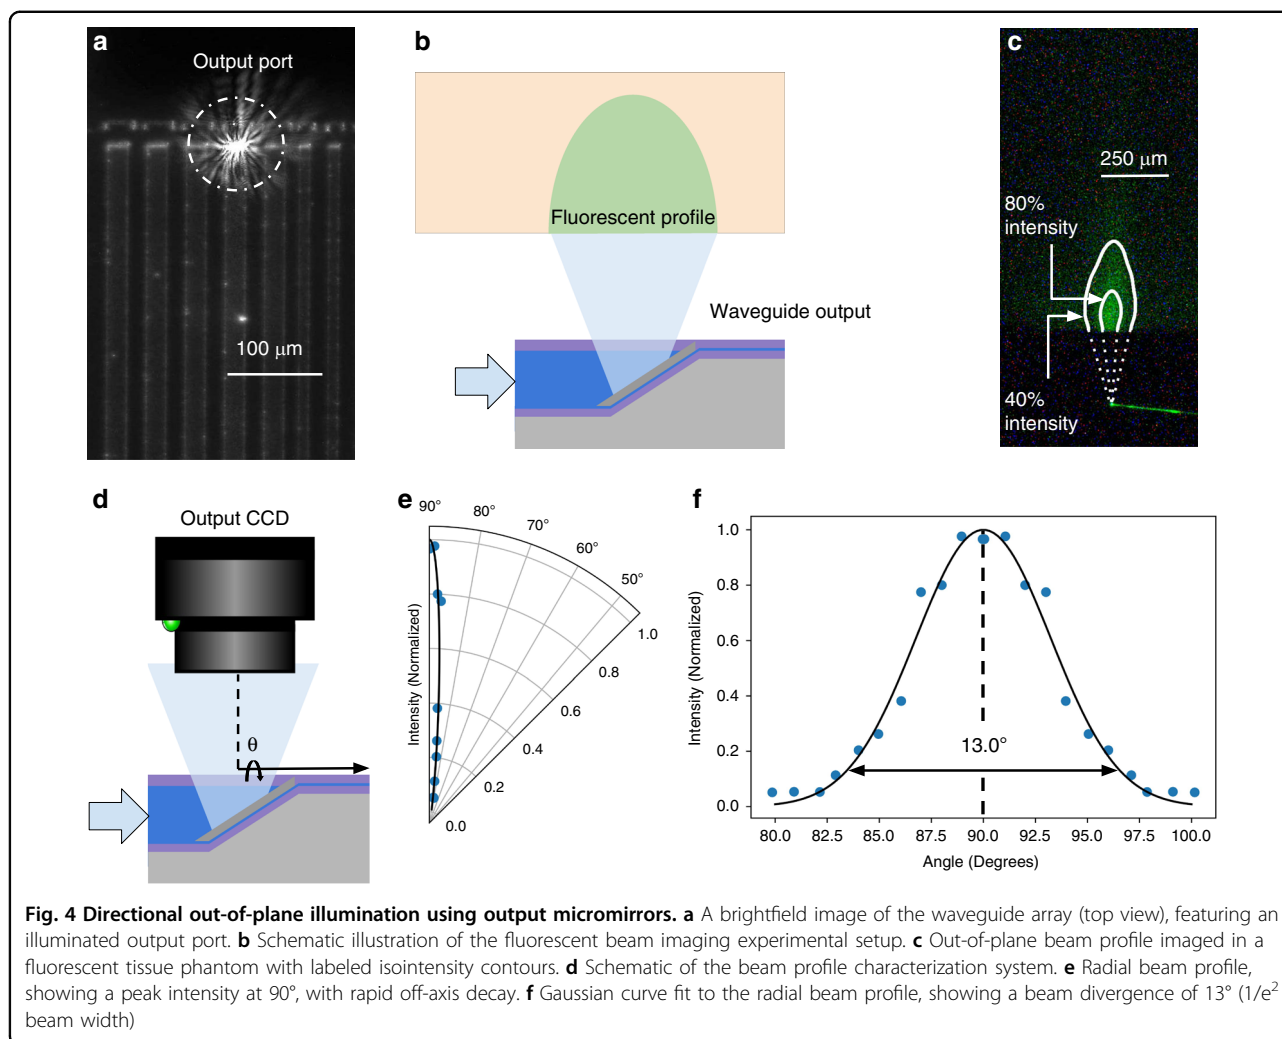 a
Output port
100 μm
b
Fluorescent profile
Waveguide output
c
250 μm
80%
intensity
40%
intensity
d
Output CCD
θ
e
90°
80°
70°
60°
50°
1.0
0.8
0.6
0.4
0.2
0.0
Intensity (Normalized)
f
1.0
0.8
0.6
0.4
0.2
0.0
Intensity (Normalized)
13.0°
80.0 82.5 85.0 87.5 90.0 92.5 95.0 97.5 100.0
Angle (Degrees)
Fig. 4 Directional out-of-plane illumination using output micromirrors. a A brightfield image of the waveguide array (top view), featuring an
illuminated output port. b Schematic illustration of the fluorescent beam imaging experimental setup. c Out-of-plane beam profile imaged in a
fluorescent tissue phantom with labeled isointensity contours. d Schematic of the beam profile characterization system. e Radial beam profile,
showing a peak intensity at 90°, with rapid off-axis decay. f Gaussian curve fit to the radial beam profile, showing a beam divergence of 13° (1/e²
beam width)